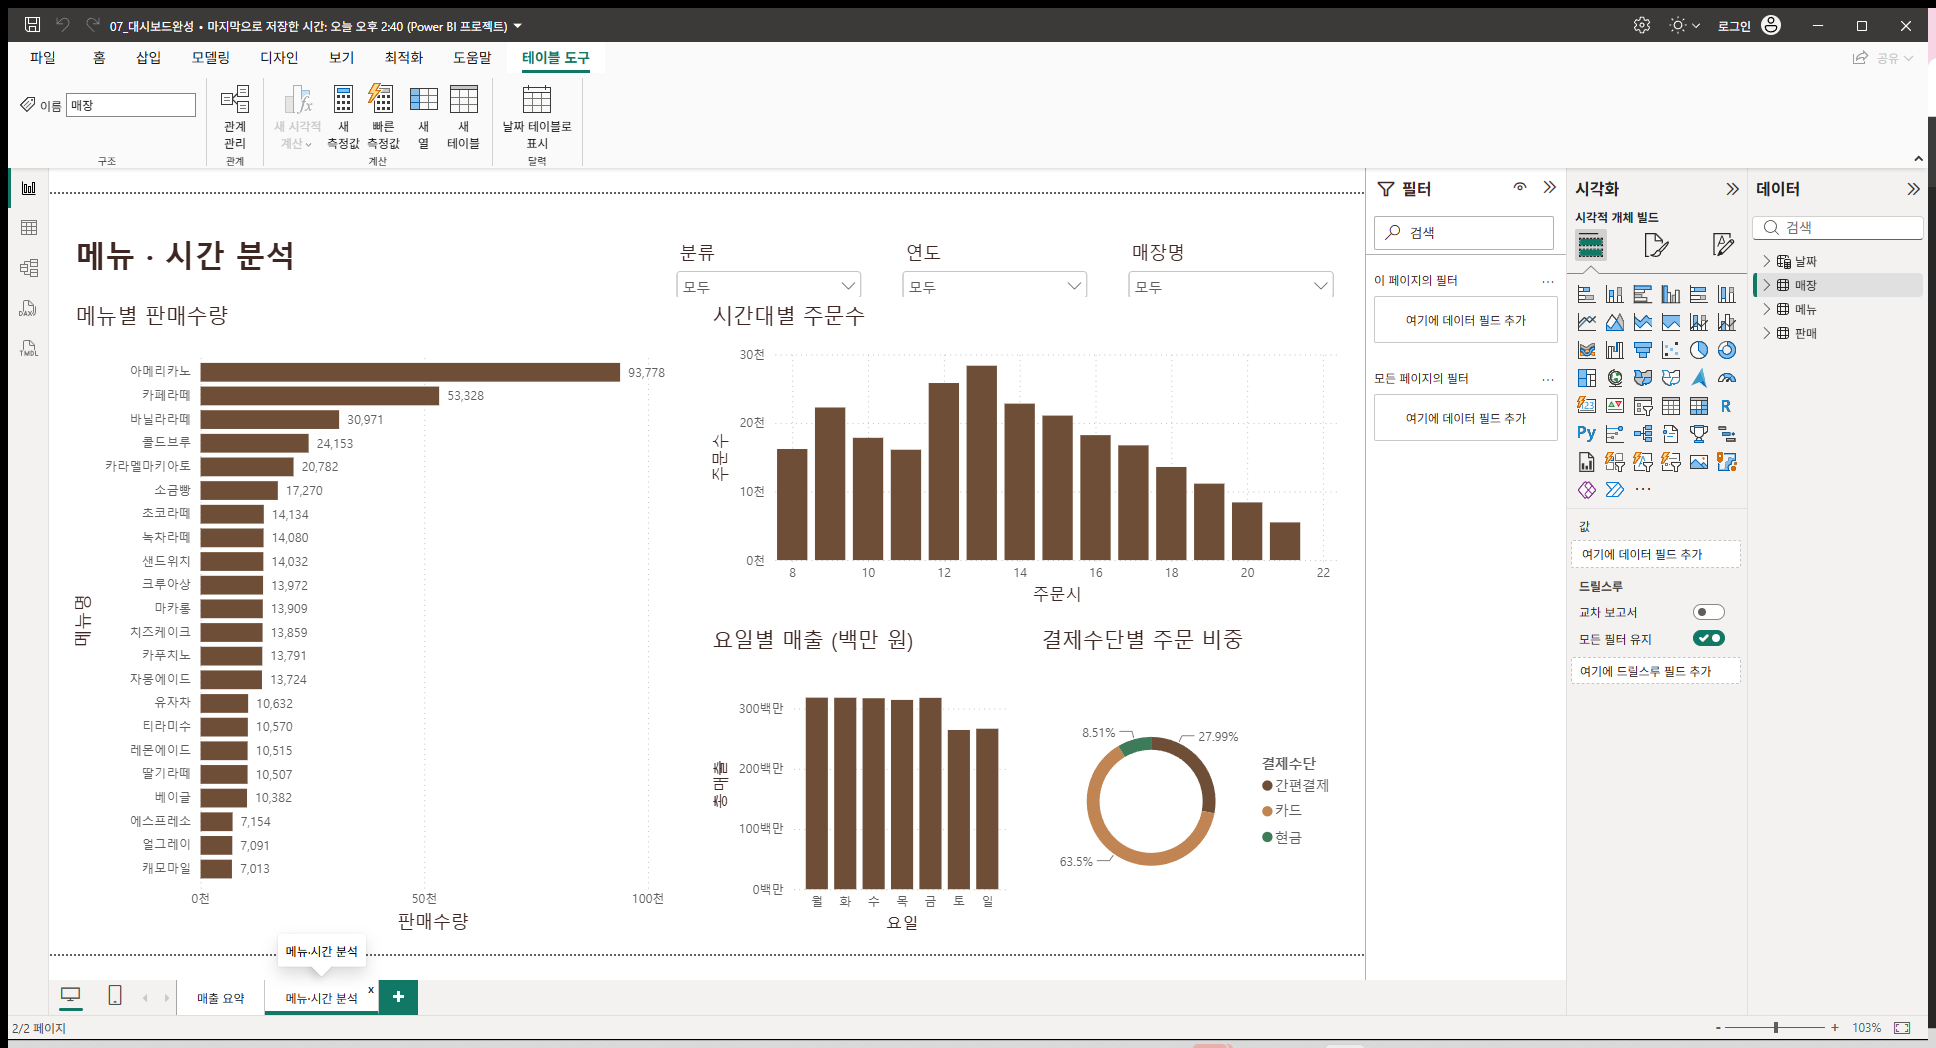 07_대시보드완성 • 마지막으로 저장한 시간: 오늘 오후 2:40 (Power BI 프로젝트)
로그인
파일 홈 삽입 모델링 디자인 보기 최적화 도움말 테이블 도구
공유
이름 매장
구조
관계 관리
관계
새 시각적 계산
새 측정값
빠른 측정값
새 열
새 테이블
계산
날짜 테이블로 표시
달력
DAX
TMDL
메뉴 · 시간 분석
분류
모두
연도
모두
매장명
모두
메뉴별 판매수량
메뉴명
아메리카노 93,778
카페라떼 53,328
바닐라라떼 30,971
콜드브루 24,153
카라멜마키아토 20,782
소금빵 17,270
초코라떼 14,134
녹차라떼 14,080
샌드위치 14,032
크루아상 13,972
마카롱 13,909
치즈케이크 13,859
카푸치노 13,791
자몽에이드 13,724
유자차 10,632
티라미수 10,570
레몬에이드 10,515
딸기라떼 10,507
베이글 10,382
에스프레소 7,154
얼그레이 7,091
캐모마일 7,013
0천 50천 100천
판매수량
시간대별 주문수
주문수
30천
20천
10천
0천
8 10 12 14 16 18 20 22
주문시
요일별 매출 (백만 원)
총매출
300백만
200백만
100백만
0백만
월 화 수 목 금 토 일
요일
결제수단별 주문 비중
8.51%
27.99%
63.5%
결제수단
간편결제
카드
현금
필터
검색
이 페이지의 필터 ...
여기에 데이터 필드 추가
모든 페이지의 필터 ...
여기에 데이터 필드 추가
시각화
시각적 개체 빌드
123
R
Py
...
값
여기에 데이터 필드 추가
드릴스루
교차 보고서
모든 필터 유지
여기에 드릴스루 필드 추가
데이터
검색
날짜
매장
메뉴
판매
메뉴·시간 분석
매출 요약
메뉴·시간 분석 x
+
2/2 페이지
- + 103%